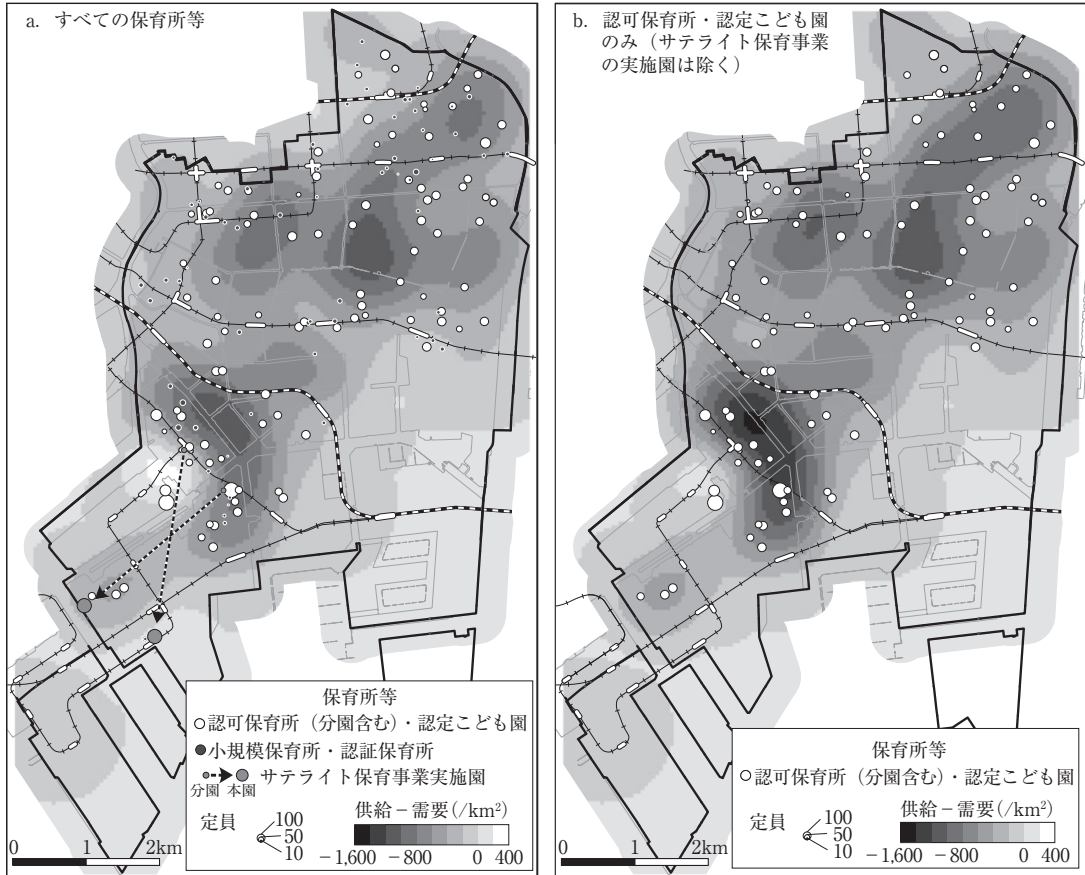 a. すべての保育所等
保育所等
認可保育所（分園含む）・認定こども園
小規模保育所・認証保育所
サテライト保育事業実施園
分園 本園
定員
100
50
10
供給－需要(/km²)
－1,600 －800 0 400
0 1 2km
b. 認可保育所・認定こども園
のみ（サテライト保育事業
の実施園は除く）
保育所等
認可保育所（分園含む）・認定こども園
定員
100
50
10
供給－需要(/km²)
－1,600 －800 0 400
0 1 2km